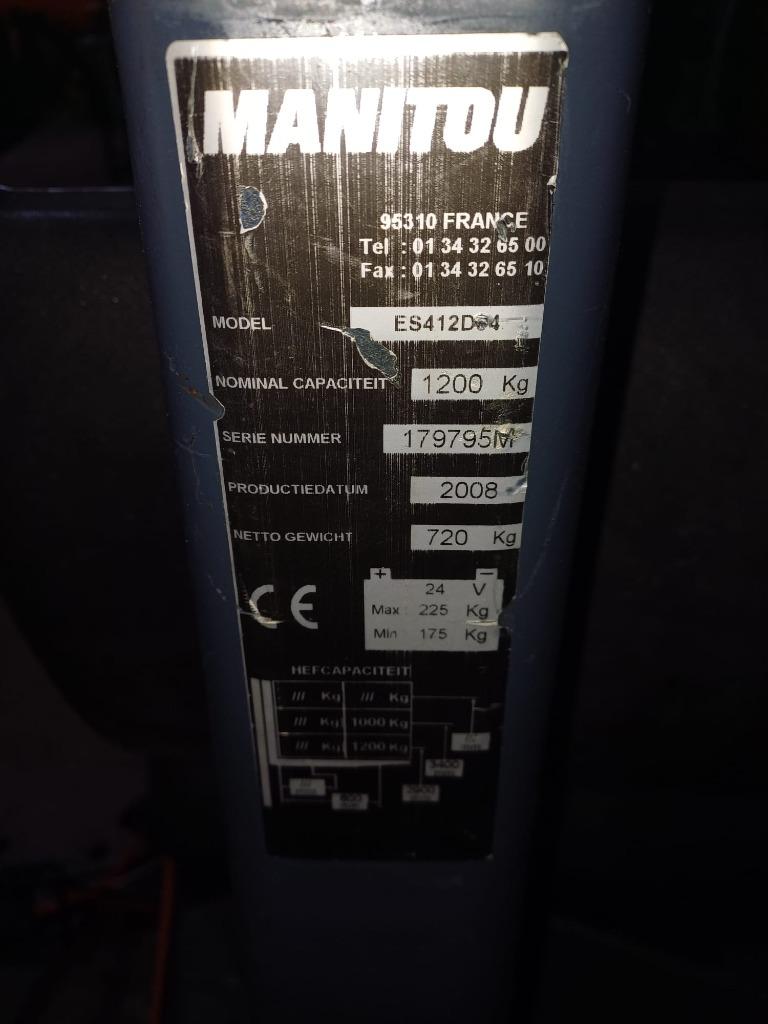 MANITOU
95310 FRANCE
Tel : 01 34 32 65 00
Fax : 01 34 32 65 10
MODEL
NOMINAL CAPACITEIT 1200 Kg
SERIE NUMMER 179795M
PRODUCTIEDATUM 2008
NETTO GEWICHT 720 Kg
+ −
24 V
Max : 225 Kg
Min 175 Kg
CE
HEFCAPACITEIT
/// Kg /// Kg
/// Kg 1000 Kg
/// Kg 1200 Kg
3400
600
2900